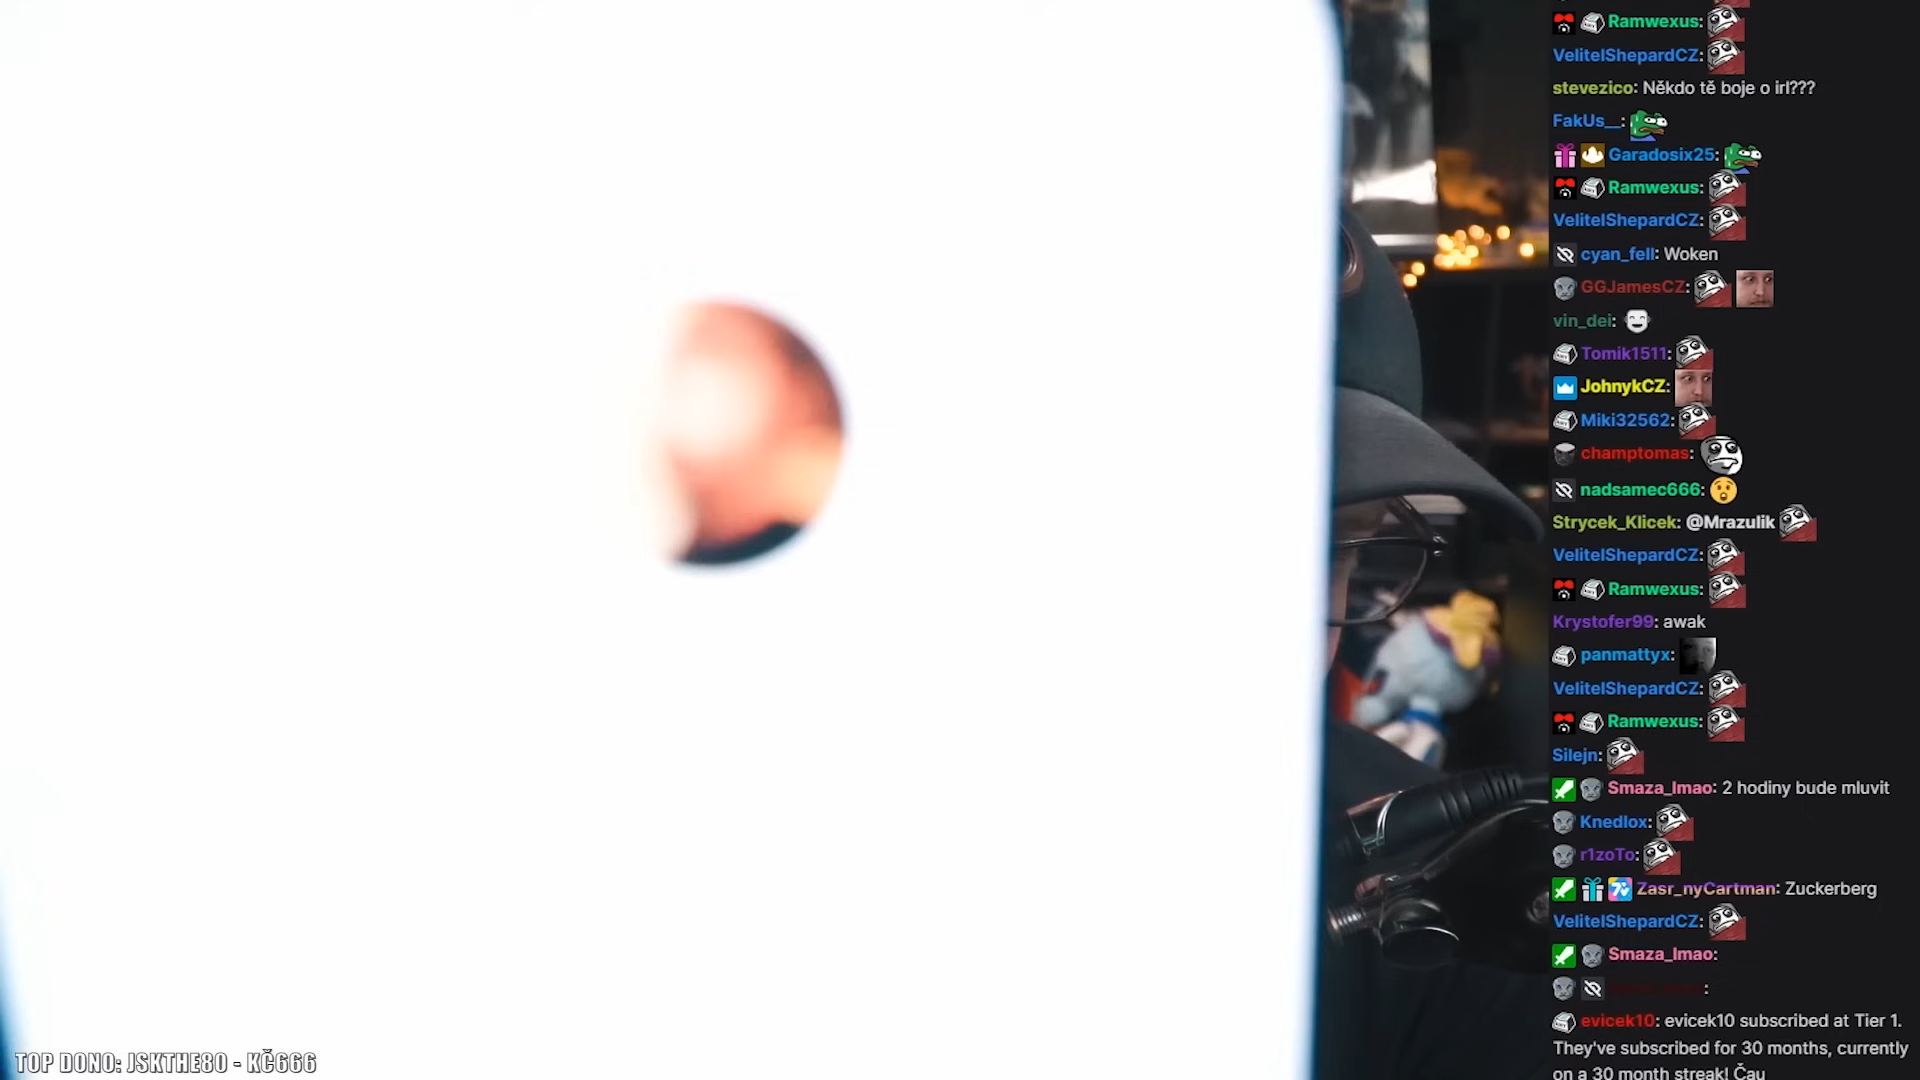 Ramwexus:
VelitelShepardCZ:
stevezico: Někdo tě boje o irl???
FakUs__:
Garadosix25:
Ramwexus:
VelitelShepardCZ:
cyan_fell: Woken
GGJamesCZ:
vin_dei:
Tomik1511:
JohnykCZ:
Miki32562:
champtomas:
nadsamec666:
Strycek_Klicek: @Mrazulik
VelitelShepardCZ:
Ramwexus:
Krystofer99: awak
panmattyx:
VelitelShepardCZ:
Ramwexus:
Silejn:
Smaza_lmao: 2 hodiny bude mluvit
Knedlox:
r1zoTo:
Zasr_nyCartman: Zuckerberg
VelitelShepardCZ:
Smaza_lmao:
:
evicek10: evicek10 subscribed at Tier 1.
They've subscribed for 30 months, currently
on a 30 month streak! Čau
TOP DONO: JSKTHE80 - KČ666